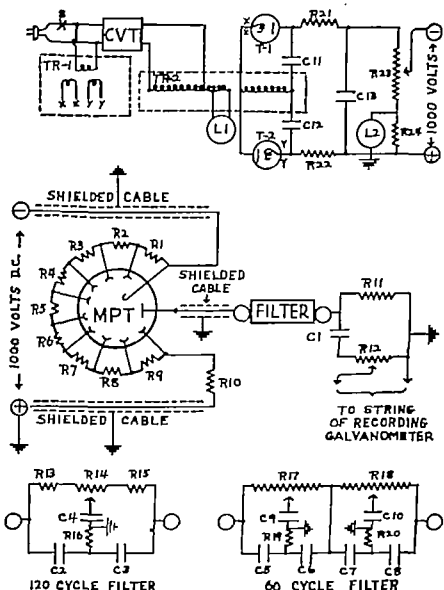 S
CVT
TR-1
X X Y Y
TR-2
L1
X X
T-1
C11
C12
T-2
Y Y
R21
R22
C13
R23
L2
R24
1000 VOLTS
SHIELDED CABLE
1000 VOLTS D.C.
R1
R2
R3
R4
R5
R6
R7
R8
R9
R10
MPT
SHIELDED
CABLE
FILTER
R11
C1
R12
SHIELDED CABLE
TO STRING
OF RECORDING
GALVANOMETER
R13 R14 R15
C4
R16
C2 C3
120 CYCLE FILTER
R17 R18
C9 C10
R19 R20
C5 C6 C7 C8
60 CYCLE FILTER